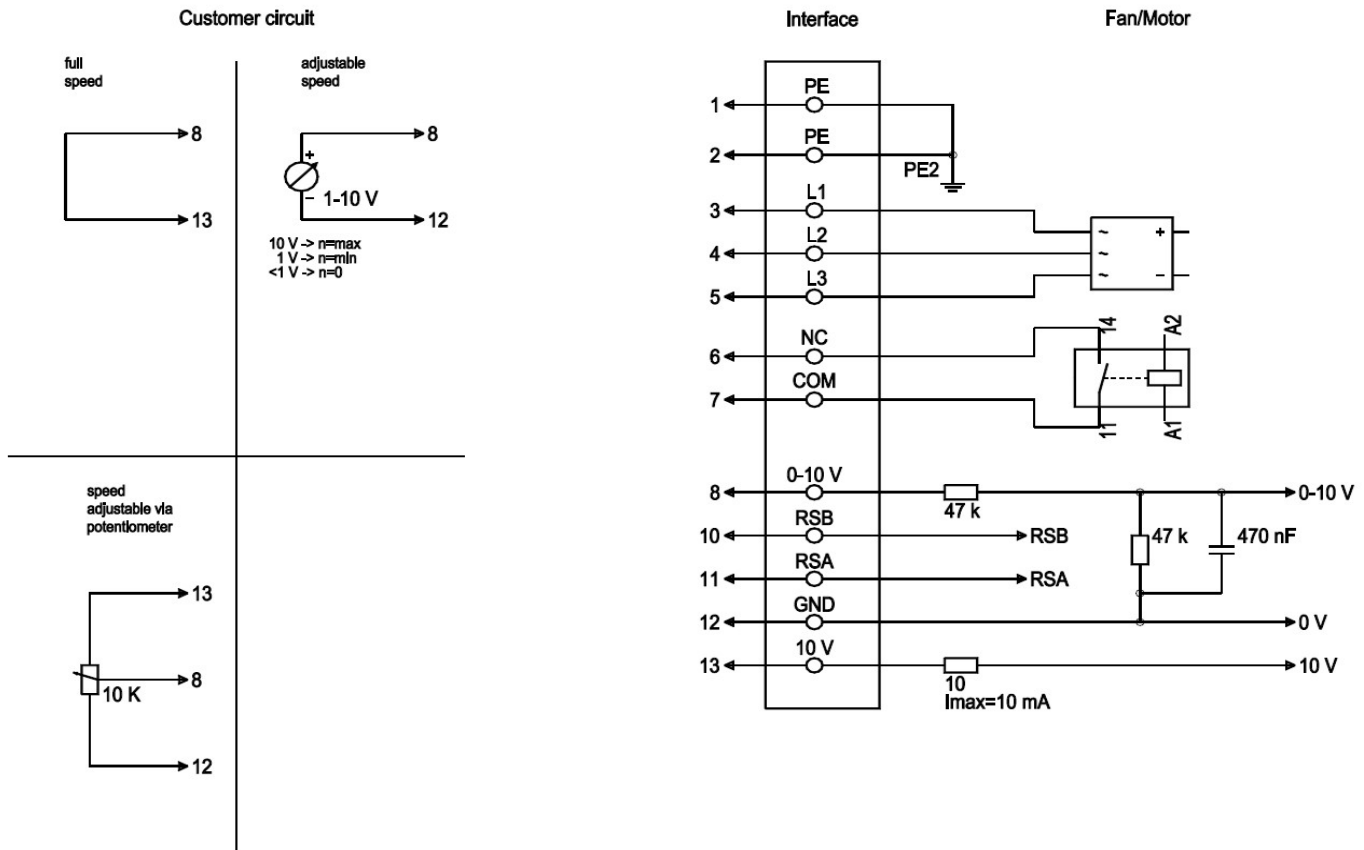 Customer circuit
full
speed
8
13
adjustable
speed
8
+
− 1-10 V
12
10 V -> n=max
1 V -> n=min
<1 V -> n=0
speed
adjustable via
potentiometer
13
8
10 K
12
Interface
Fan/Motor
1
PE
2
PE
PE2
3
L1
4
L2
5
L3
~ +
~
~ −
6
NC
7
COM
14
A2
11
A1
8
0-10 V
47 k
0-10 V
10
RSB
RSB
47 k
470 nF
11
RSA
RSA
12
GND
0 V
13
10 V
10
Imax=10 mA
10 V